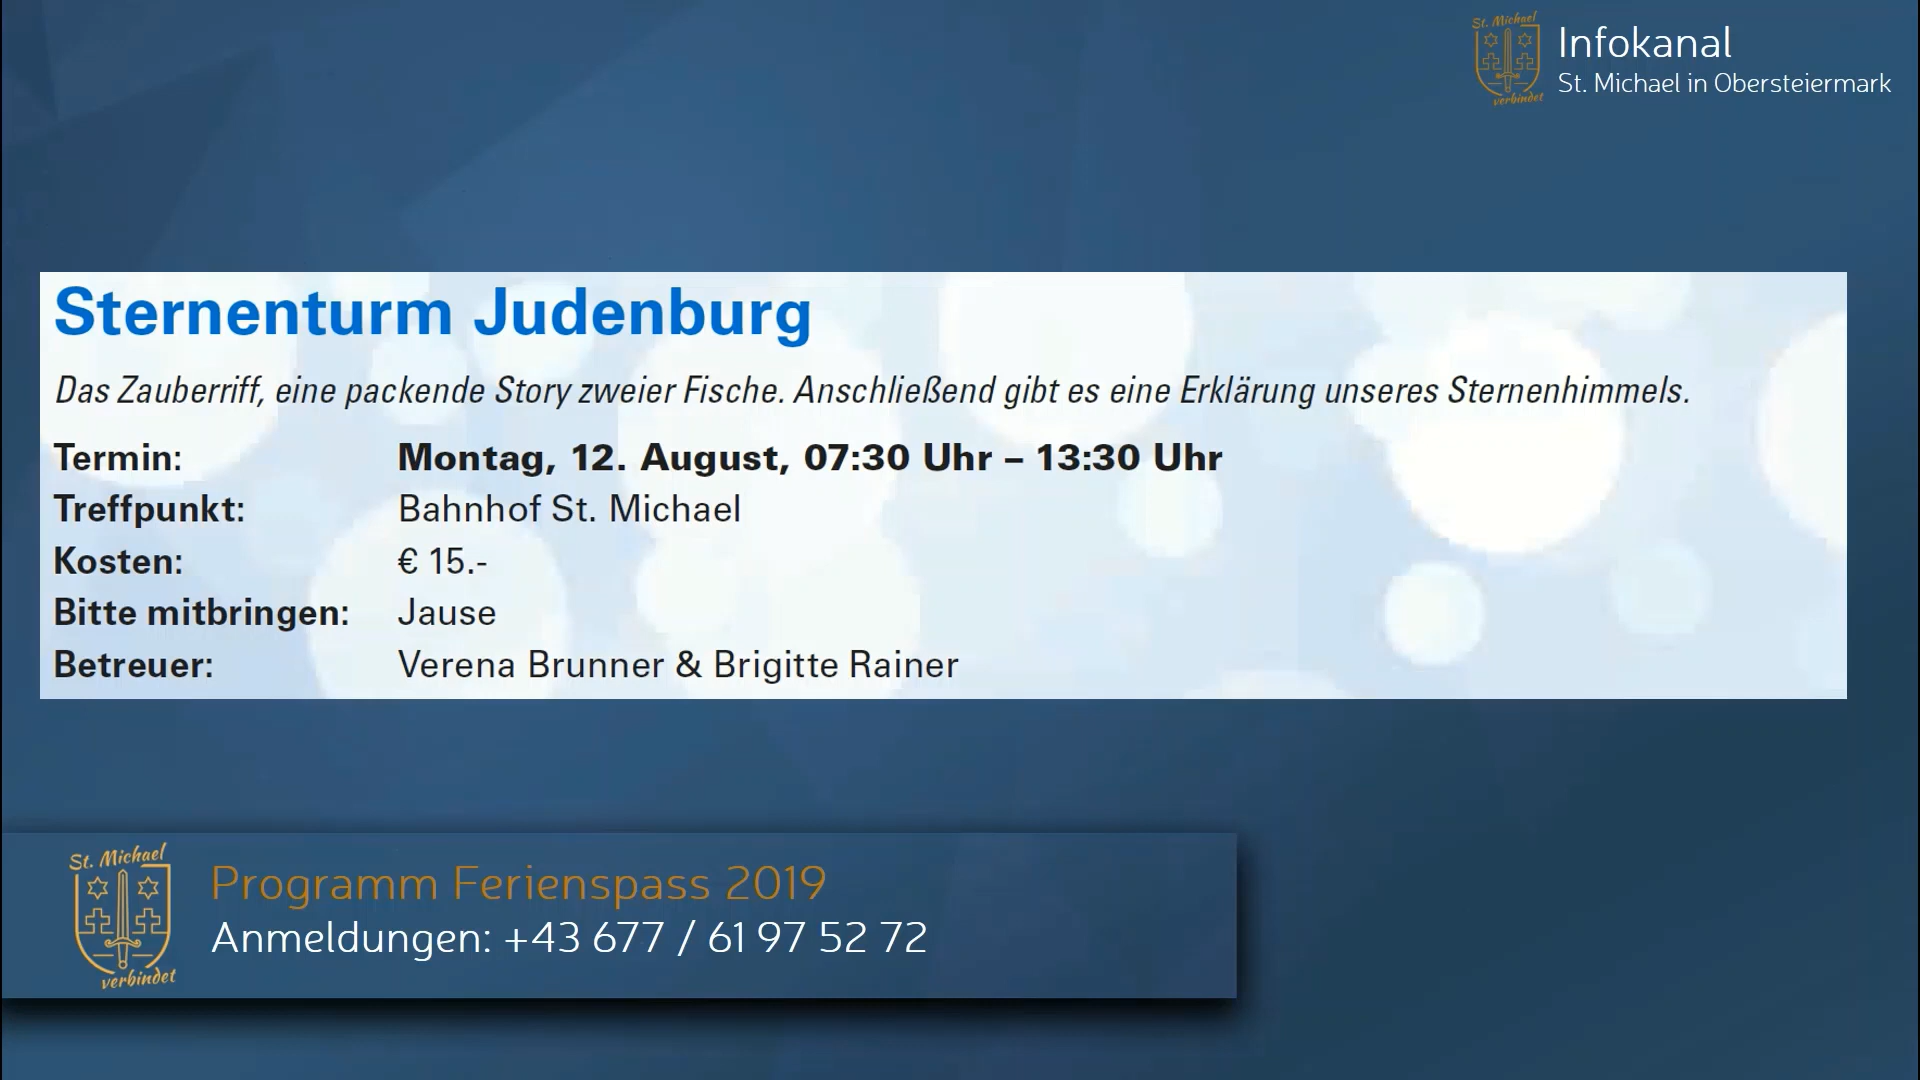 St. Michael
verbindet
Infokanal
St. Michael in Obersteiermark
Sternenturm Judenburg
Das Zauberriff, eine packende Story zweier Fische. Anschließend gibt es eine Erklärung unseres Sternenhimmels.
Termin: Montag, 12. August, 07:30 Uhr – 13:30 Uhr
Treffpunkt: Bahnhof St. Michael
Kosten: € 15.-
Bitte mitbringen: Jause
Betreuer: Verena Brunner & Brigitte Rainer
St. Michael
verbindet
Programm Ferienspass 2019
Anmeldungen: +43 677 / 61 97 52 72